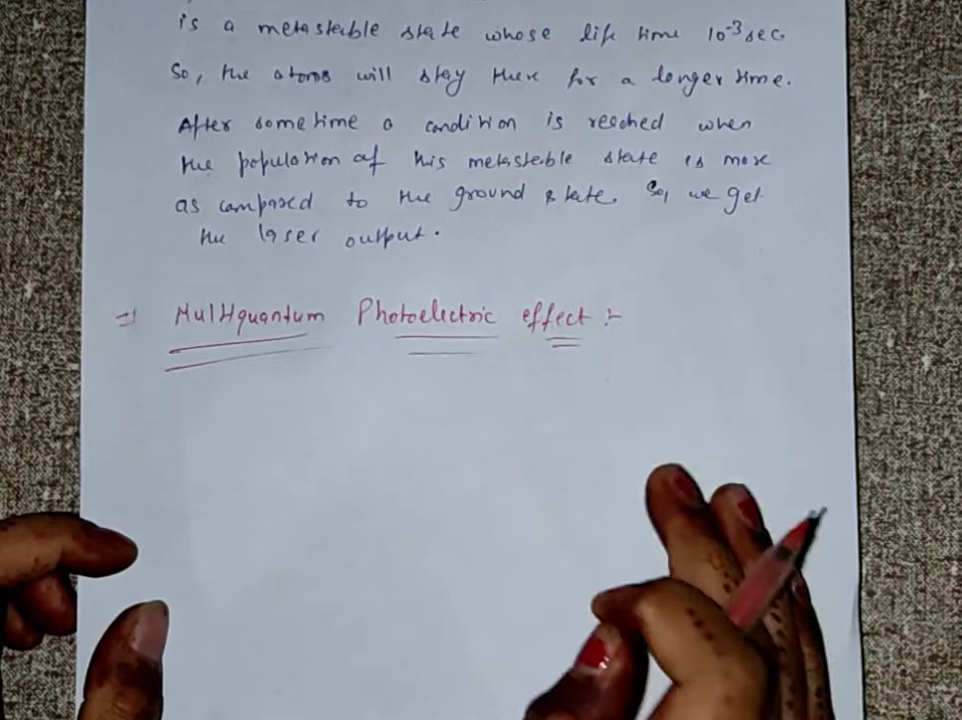 is a metastable state whose life time 10⁻³ sec.
So, the atoms will stay there for a longer time.
After some time a condition is reached when
the population of this metastable state is more
as compared to the ground state. So, we get
the laser output.
⇒ Multiquantum Photoelectric effect :-